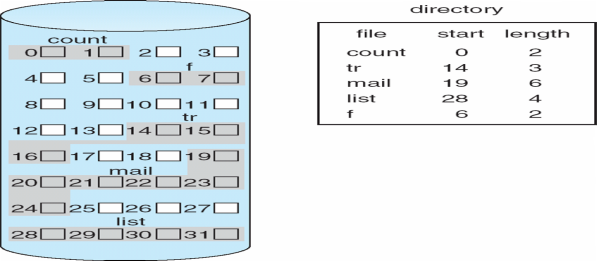 count
0 1 2 3
f
4 5 6 7
8 9 10 11
tr
12 13 14 15
16 17 18 19
mail
20 21 22 23
24 25 26 27
list
28 29 30 31
directory
file start length
count 0 2
tr 14 3
mail 19 6
list 28 4
f 6 2